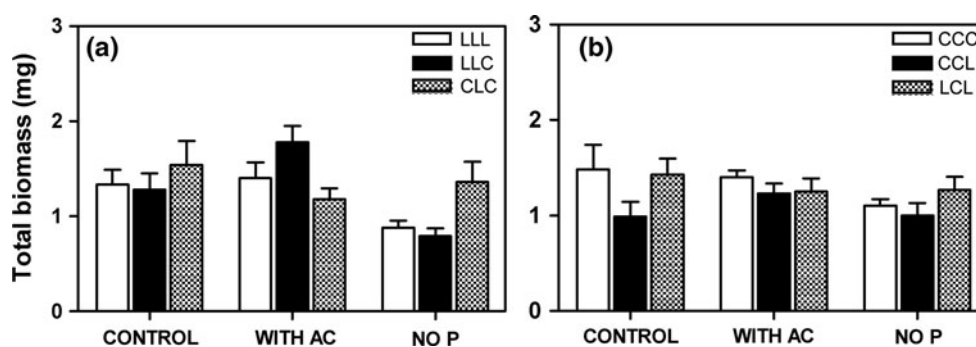 Total biomass (mg)
3
2
1
0
(a)
LLL
LLC
CLC
CONTROL WITH AC NO P
3
2
1
0
(b)
CCC
CCL
LCL
CONTROL WITH AC NO P